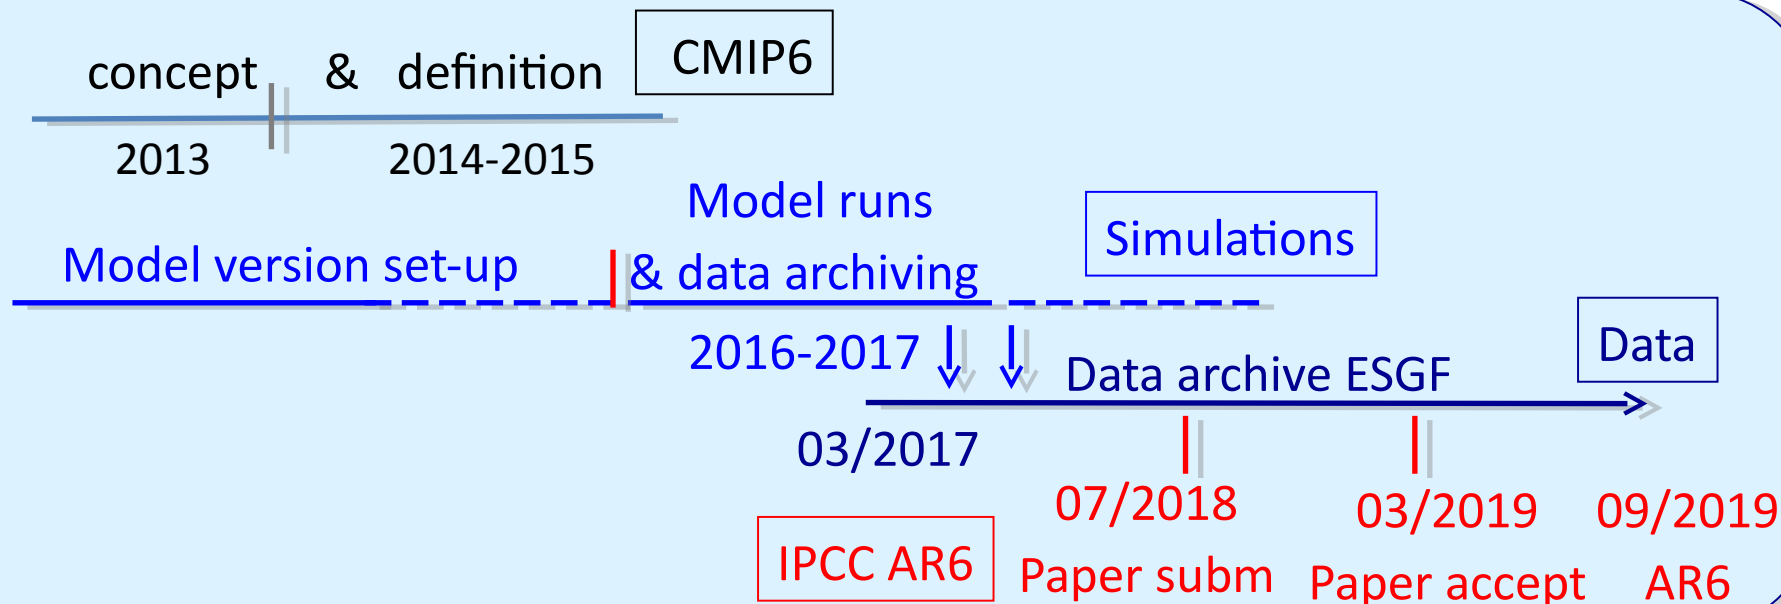 concept & definition
CMIP6
2013
2014-2015
Model runs
& data archiving
Simulations
Model version set-up
2016-2017
Data
Data archive ESGF
03/2017
07/2018
03/2019
09/2019
IPCC AR6
Paper subm
Paper accept
AR6